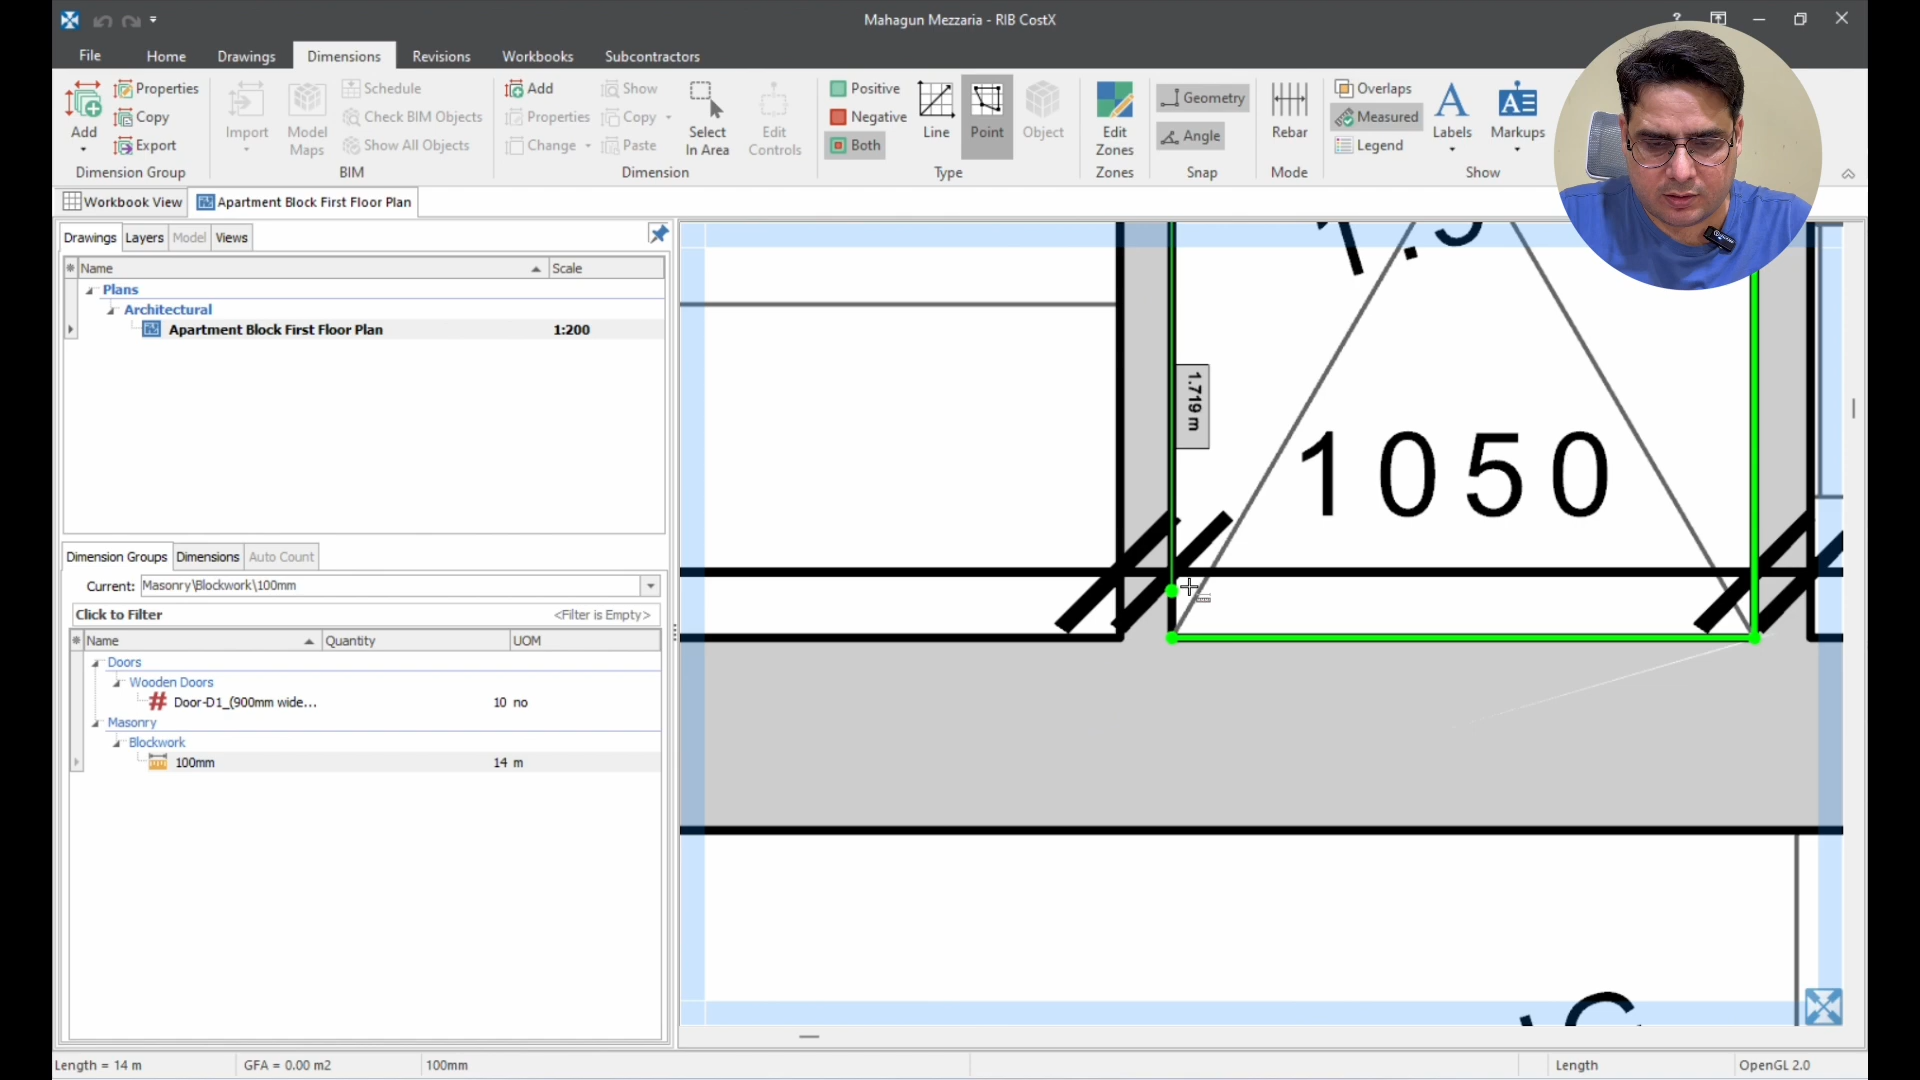 Mahagun Mezzaria - RIB CostX
?
File Home Drawings Dimensions Revisions Workbooks Subcontractors
Add
Properties
Copy
Export
Dimension Group
Import
Model
Maps
Schedule
Check BIM Objects
Show All Objects
BIM
Add
Properties
Change
Show
Copy
Paste
Select
In Area
Edit
Controls
Dimension
Positive
Negative
Both
Line
Point
Object
Type
Edit
Zones
Zones
Geometry
Angle
Snap
Rebar
Mode
Overlaps
Measured
Legend
Labels
Markups
Show
Workbook View Apartment Block First Floor Plan
Drawings Layers Model Views
Name Scale
Plans
Architectural
Apartment Block First Floor Plan 1:200
Dimension Groups Dimensions Auto Count
Current: Masonry\Blockwork\100mm
Click to Filter <Filter is Empty>
Name Quantity UOM
Doors
Wooden Doors
Door-D1_(900mm wide... 10 no
Masonry
Blockwork
100mm 14 m
1.719 m
1050
Length = 14 m GFA = 0.00 m2 100mm Length OpenGL 2.0